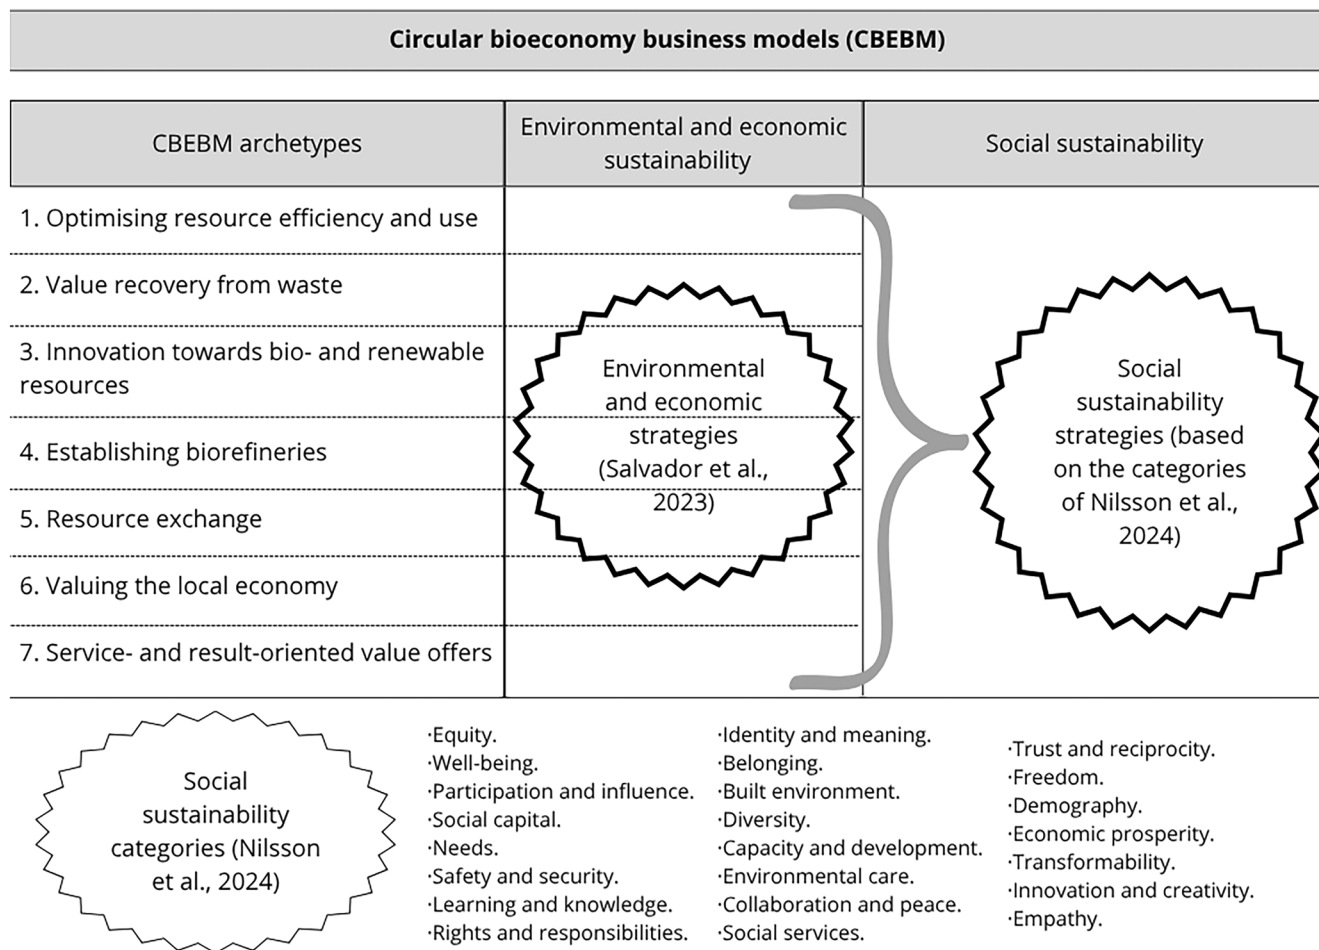 Circular bioeconomy business models (CBEBM)
CBEBM archetypes
Environmental and economic
sustainability
Social sustainability
1. Optimising resource efficiency and use
2. Value recovery from waste
3. Innovation towards bio- and renewable
resources
4. Establishing biorefineries
5. Resource exchange
6. Valuing the local economy
7. Service- and result-oriented value offers
Environmental
and economic
strategies
(Salvador et al.,
2023)
Social
sustainability
strategies (based
on the categories
of Nilsson et al.,
2024)
Social
sustainability
categories (Nilsson
et al., 2024)
·Equity.
·Well-being.
·Participation and influence.
·Social capital.
·Needs.
·Safety and security.
·Learning and knowledge.
·Rights and responsibilities.
·Identity and meaning.
·Belonging.
·Built environment.
·Diversity.
·Capacity and development.
·Environmental care.
·Collaboration and peace.
·Social services.
·Trust and reciprocity.
·Freedom.
·Demography.
·Economic prosperity.
·Transformability.
·Innovation and creativity.
·Empathy.